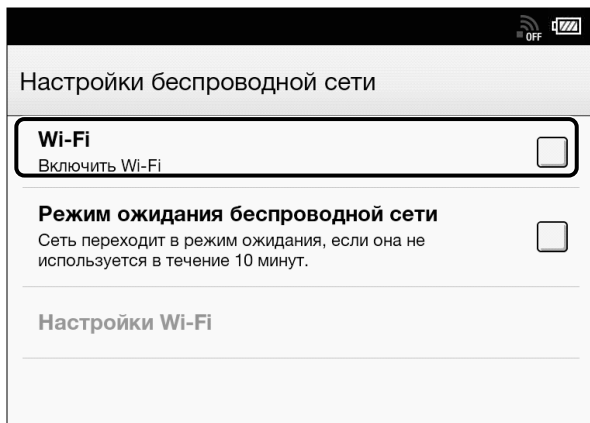 OFF
Настройки беспроводной сети
Wi-Fi
Включить Wi-Fi
Режим ожидания беспроводной сети
Сеть переходит в режим ожидания, если она не
используется в течение 10 минут.
Настройки Wi-Fi